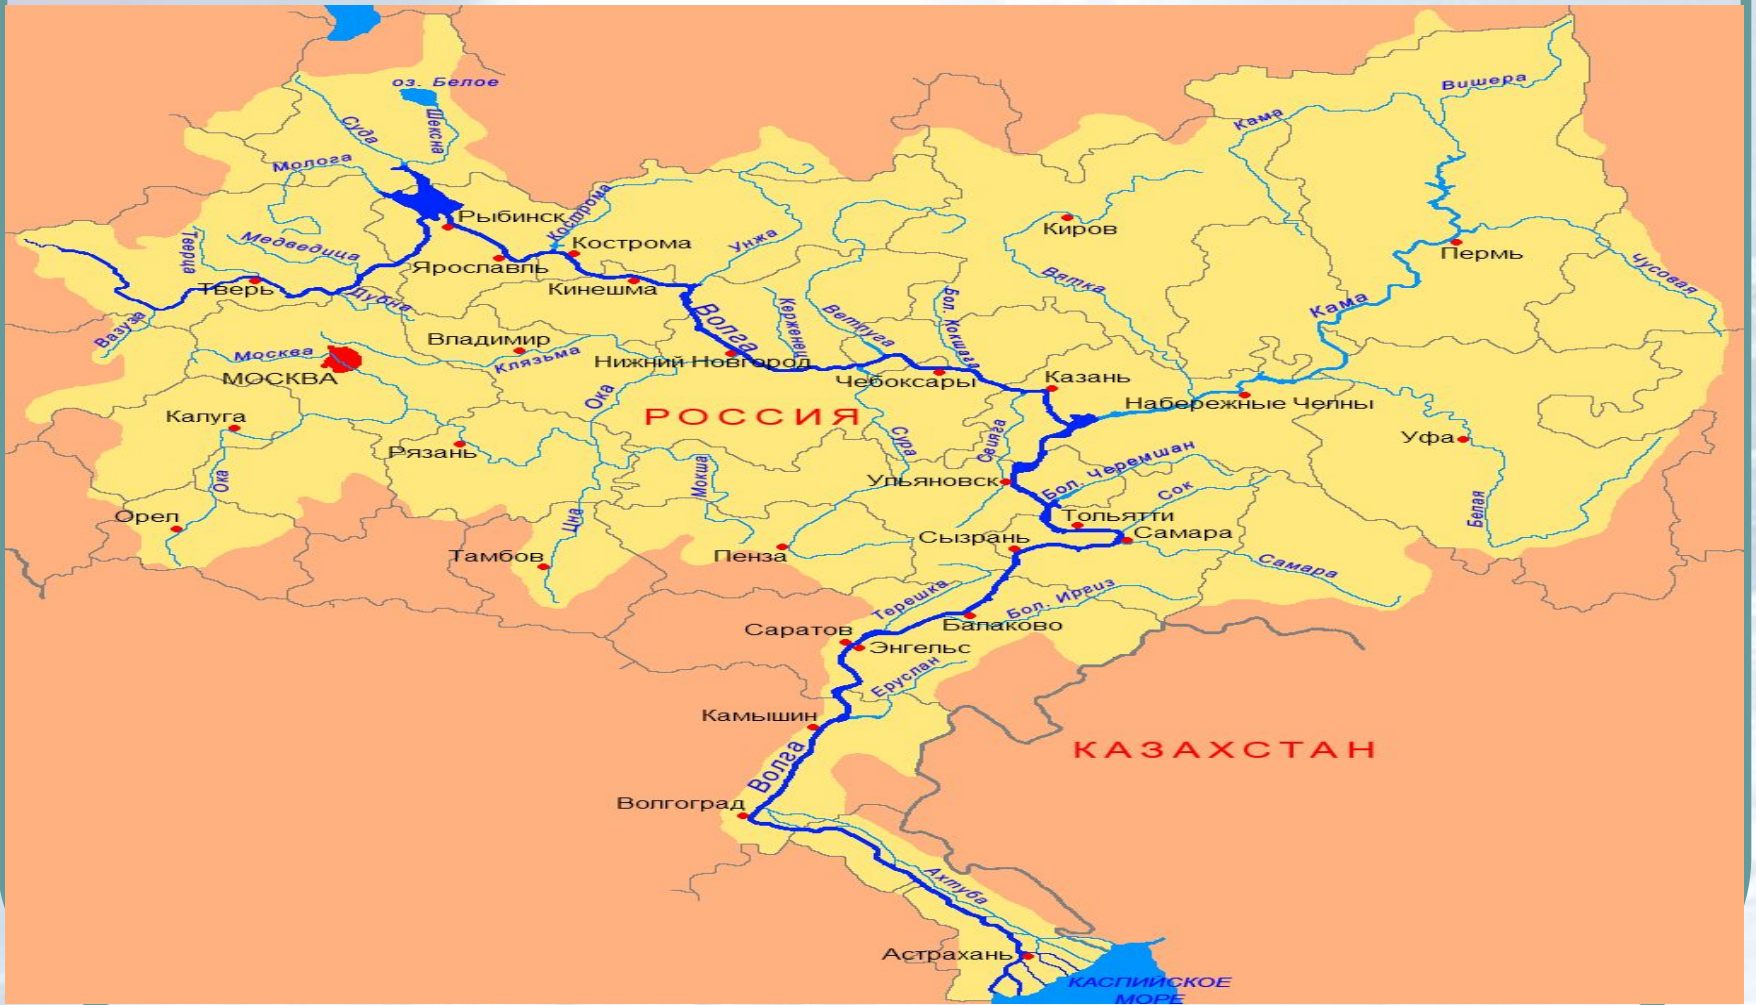 оз. Белое
Вишера
Суда
Шексна
Кама
Молога
Рыбинск
Кострома
Киров
Тверца
Медведица
Кострома
Унжа
Пермь
Ярославль
Чусовая
Тверь
Кинешма
Вятка
Дубна
Кама
Вазуза
Волга
Керженец
Ветлуга
Бол. Кокшага
Владимир
Москва
Клязьма
Нижний Новгород
МОСКВА
Чебоксары
Казань
Ока
Набережные Челны
Калуга
РОССИЯ
Уфа
Рязань
Сура
Свияга
Ока
Мокша
Ульяновск
Бол. Черемшан
Сок
Белая
Орел
Цна
Тольятти
Тамбов
Пенза
Сызрань
Самара
Самара
Терешка
Бол. Иргиз
Саратов
Балаково
Энгельс
Еруслан
Камышин
КАЗАХСТАН
Волга
Волгоград
Ахтуба
Астрахань
КАСПИЙСКОЕ
МОРЕ